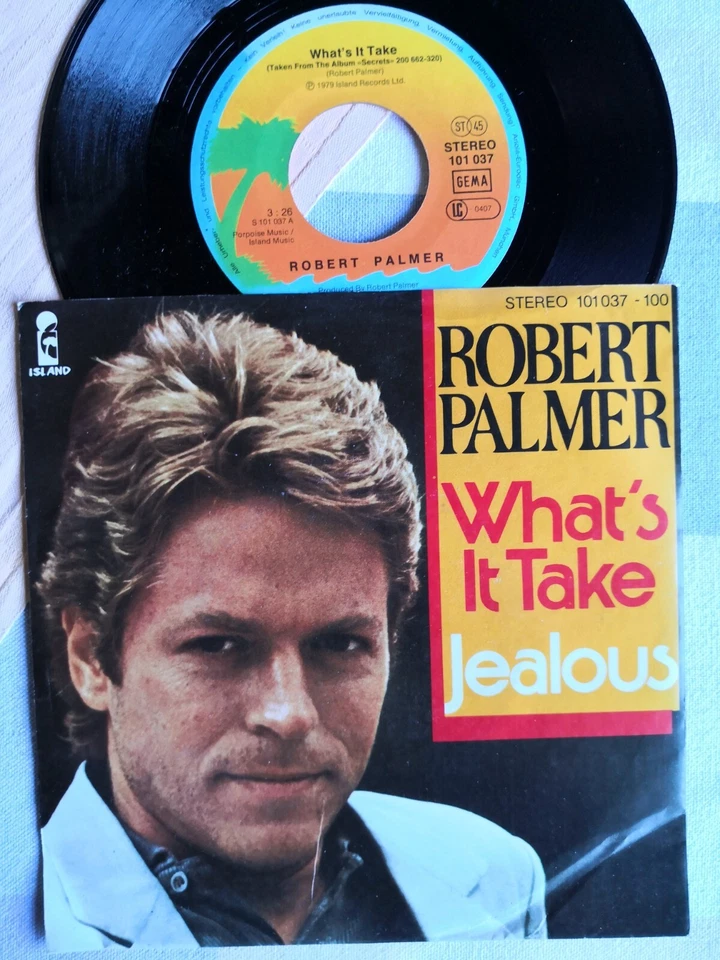 What's It Take
(Taken From The Album »Secrets« 200 662-320)
(Robert Palmer)
℗ 1979 Island Records Ltd.
ST 45
STEREO
101 037
GEMA
LC 0407
3 : 26
S 101 037 A
Porpoise Music /
Island Music
ROBERT PALMER
Produced By Robert Palmer
ISLAND
STEREO 101037 - 100
ROBERT
PALMER
What's
It Take
Jealous